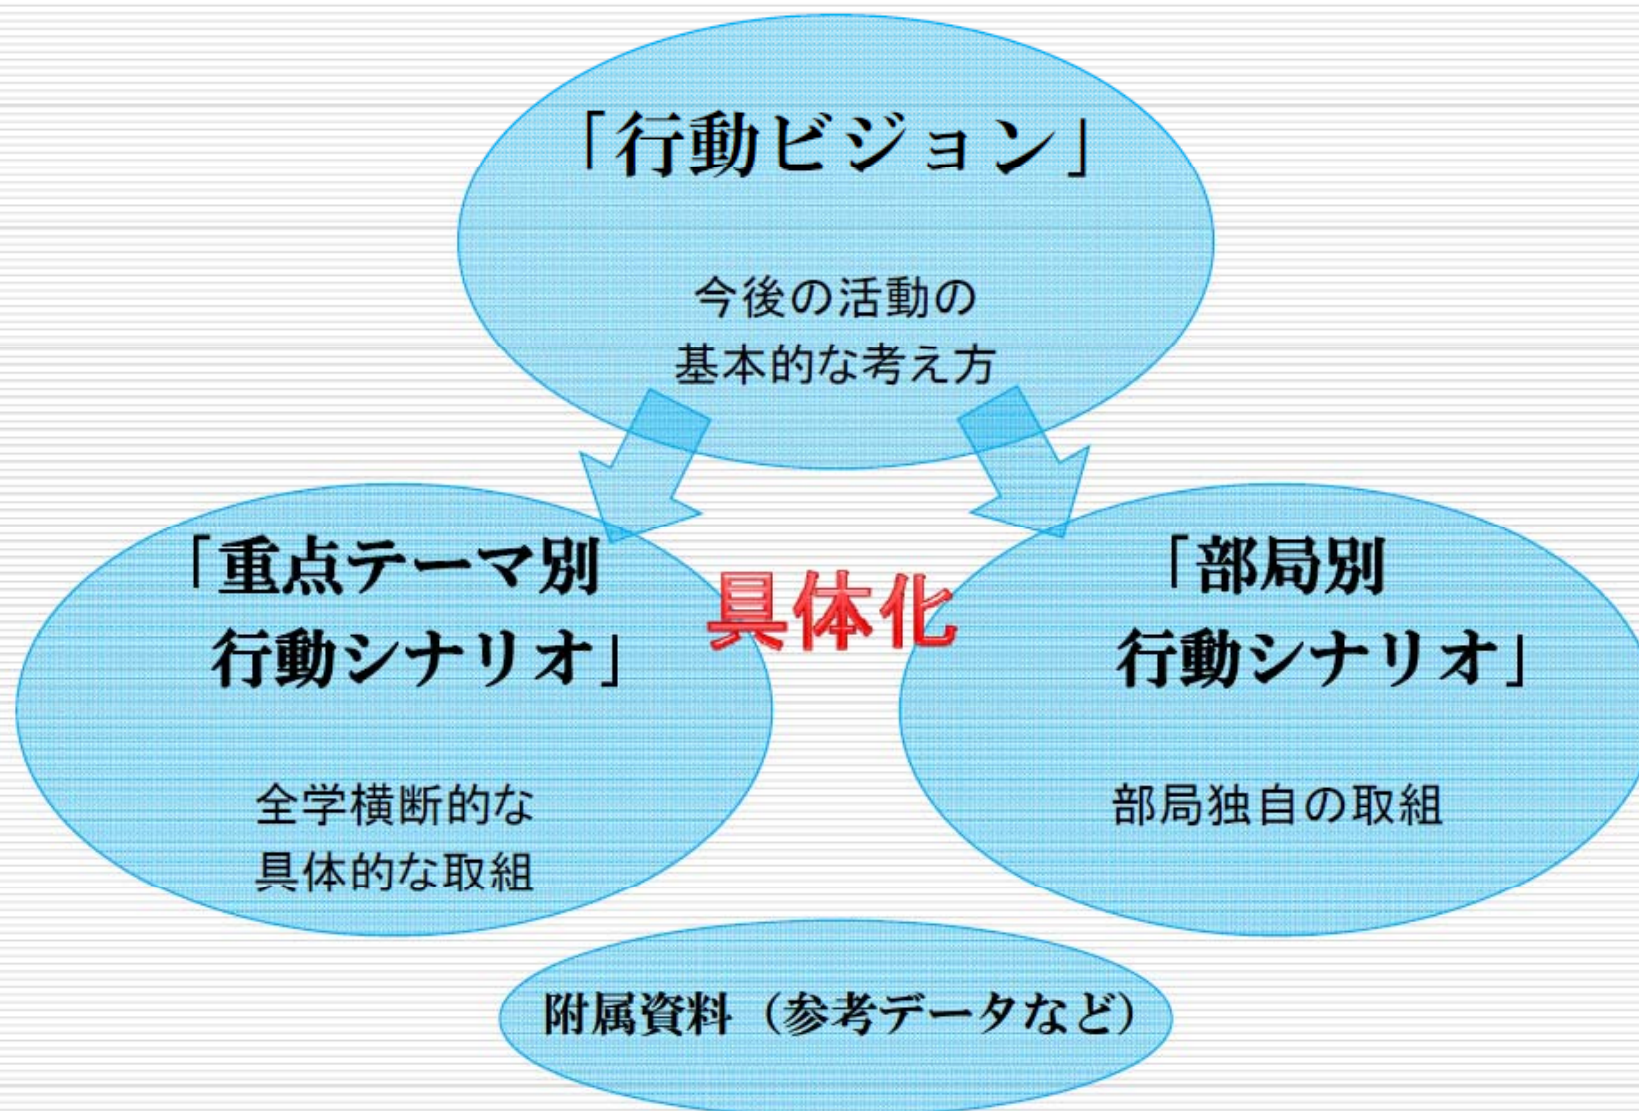 「行動ビジョン」
今後の活動の
基本的な考え方
「重点テーマ別
行動シナリオ」
全学横断的な
具体的な取組
具体化
「部局別
行動シナリオ」
部局独自の取組
附属資料（参考データなど）